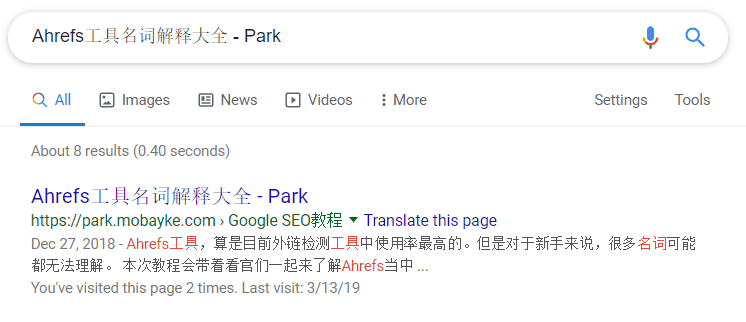 Ahrefs工具名词解释大全 - Park
All Images News Videos More Settings Tools
About 8 results (0.40 seconds)
Ahrefs工具名词解释大全 - Park
https://park.mobayke.com › Google SEO教程 Translate this page
Dec 27, 2018 - Ahrefs工具，算是目前外链检测工具中使用率最高的。但是对于新手来说，很多名词可能
都无法理解。 本次教程会带着看官们一起来了解Ahrefs当中 ...
You've visited this page 2 times. Last visit: 3/13/19